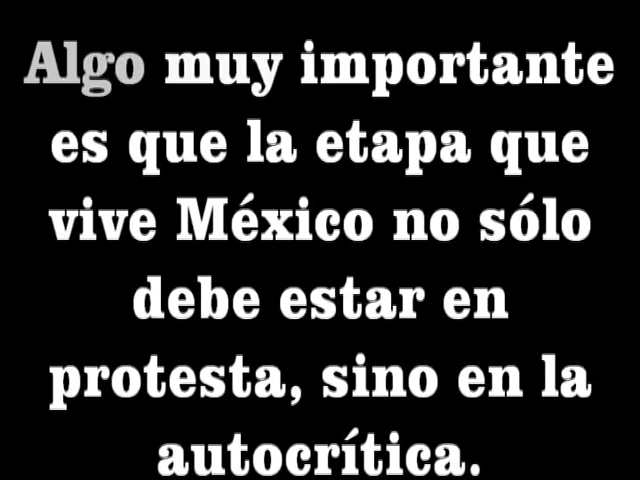 Algo muy importante
es que la etapa que
vive México no sólo
debe estar en
protesta, sino en la
autocrítica.